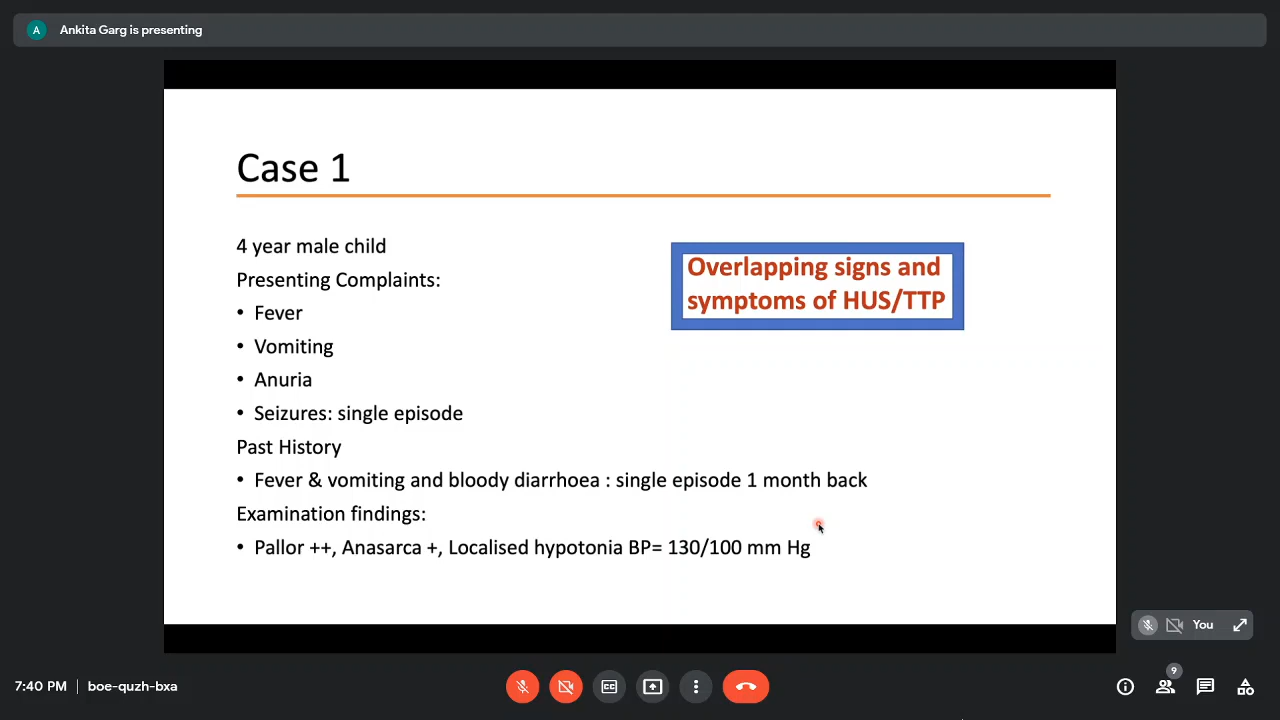 A Ankita Garg is presenting
Case 1
4 year male child
Presenting Complaints:
• Fever
• Vomiting
• Anuria
• Seizures: single episode
Past History
• Fever & vomiting and bloody diarrhoea : single episode 1 month back
Examination findings:
• Pallor ++, Anasarca +, Localised hypotonia BP= 130/100 mm Hg
Overlapping signs and
symptoms of HUS/TTP
You
7:40 PM | boe-quzh-bxa
CC
9